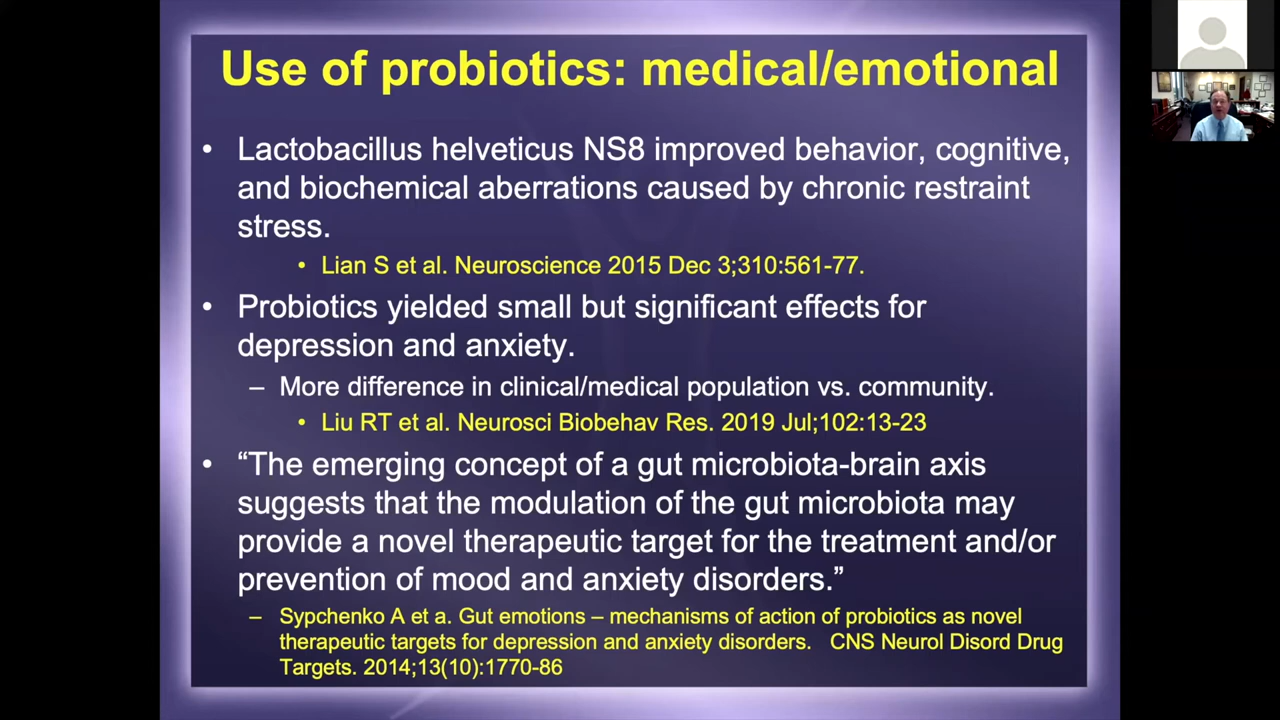 Use of probiotics: medical/emotional
• Lactobacillus helveticus NS8 improved behavior, cognitive,
and biochemical aberrations caused by chronic restraint
stress.
• Lian S et al. Neuroscience 2015 Dec 3;310:561-77.
• Probiotics yielded small but significant effects for
depression and anxiety.
– More difference in clinical/medical population vs. community.
• Liu RT et al. Neurosci Biobehav Res. 2019 Jul;102:13-23
• “The emerging concept of a gut microbiota-brain axis
suggests that the modulation of the gut microbiota may
provide a novel therapeutic target for the treatment and/or
prevention of mood and anxiety disorders.”
– Sypchenko A et a. Gut emotions – mechanisms of action of probiotics as novel
therapeutic targets for depression and anxiety disorders. CNS Neurol Disord Drug
Targets. 2014;13(10):1770-86